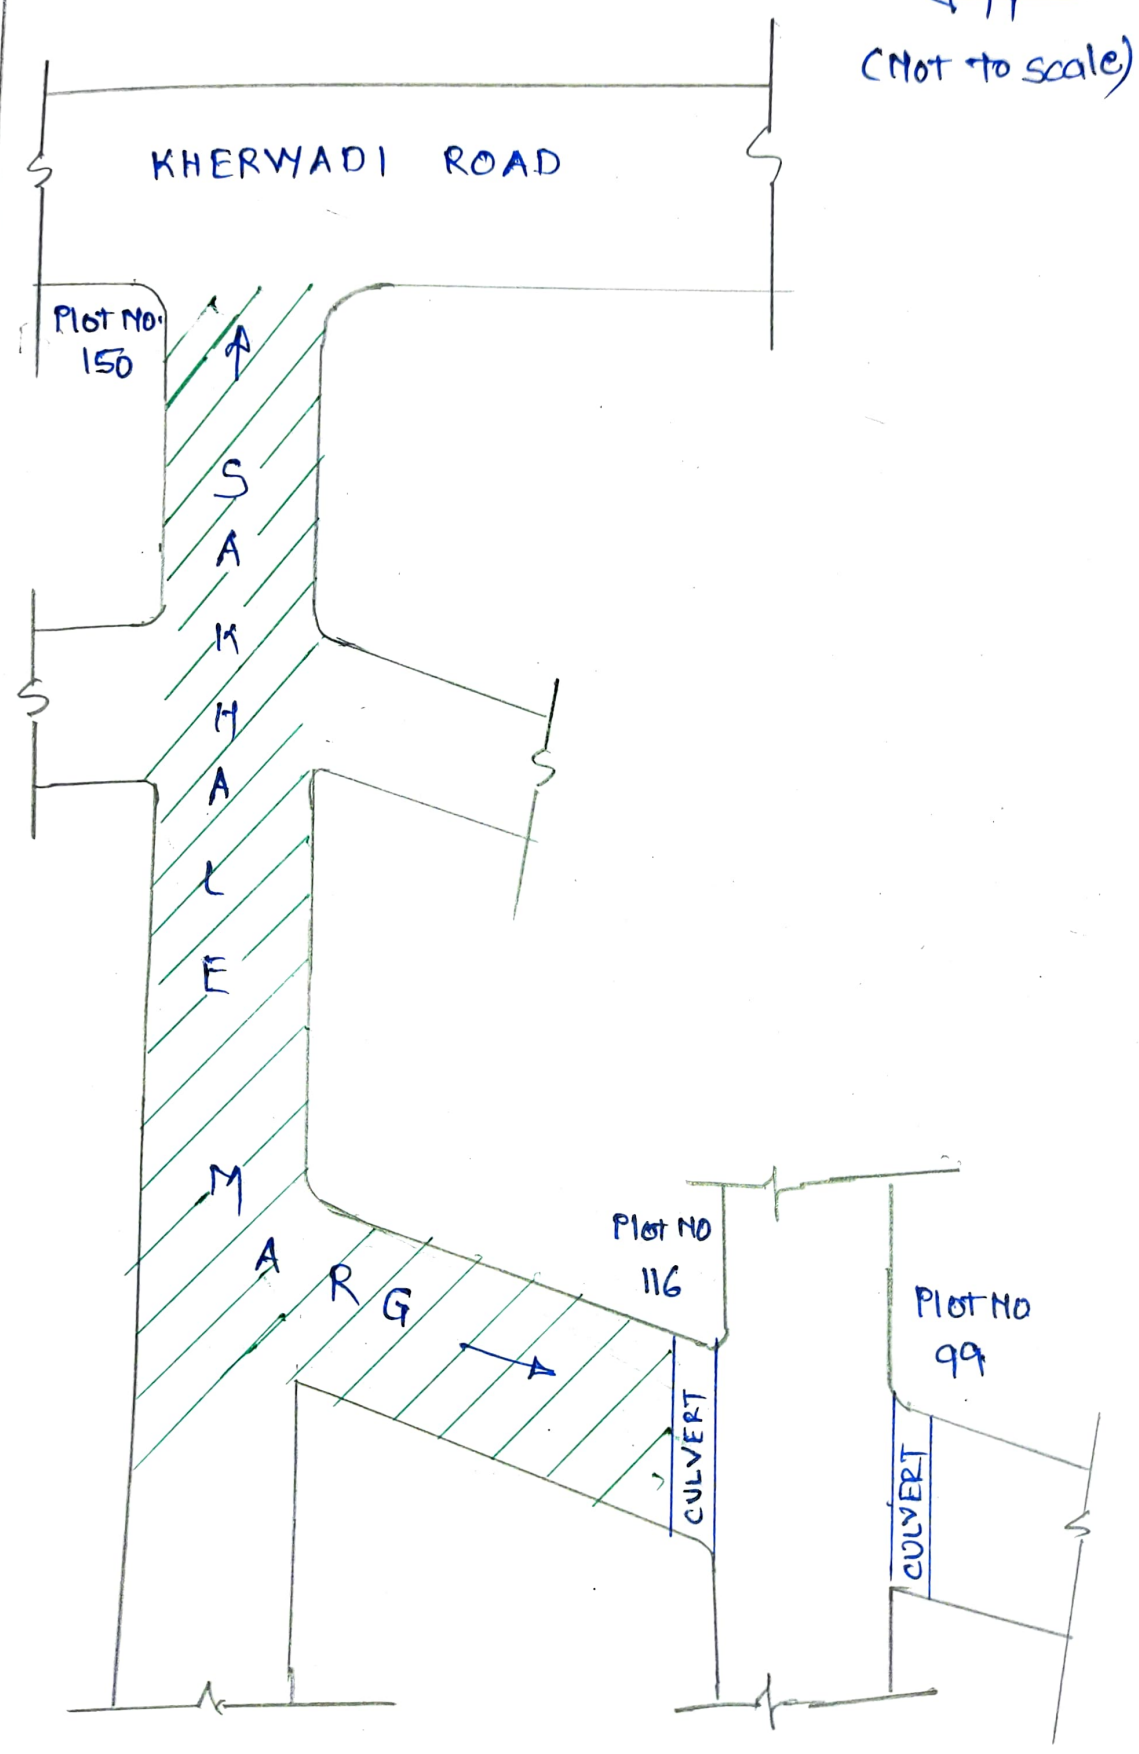 (Not to scale)
KHERWADI ROAD
Plot No.
150
SAKHALE
MARG
Plot No
116
Plot No
99
CULVERT
CULVERT